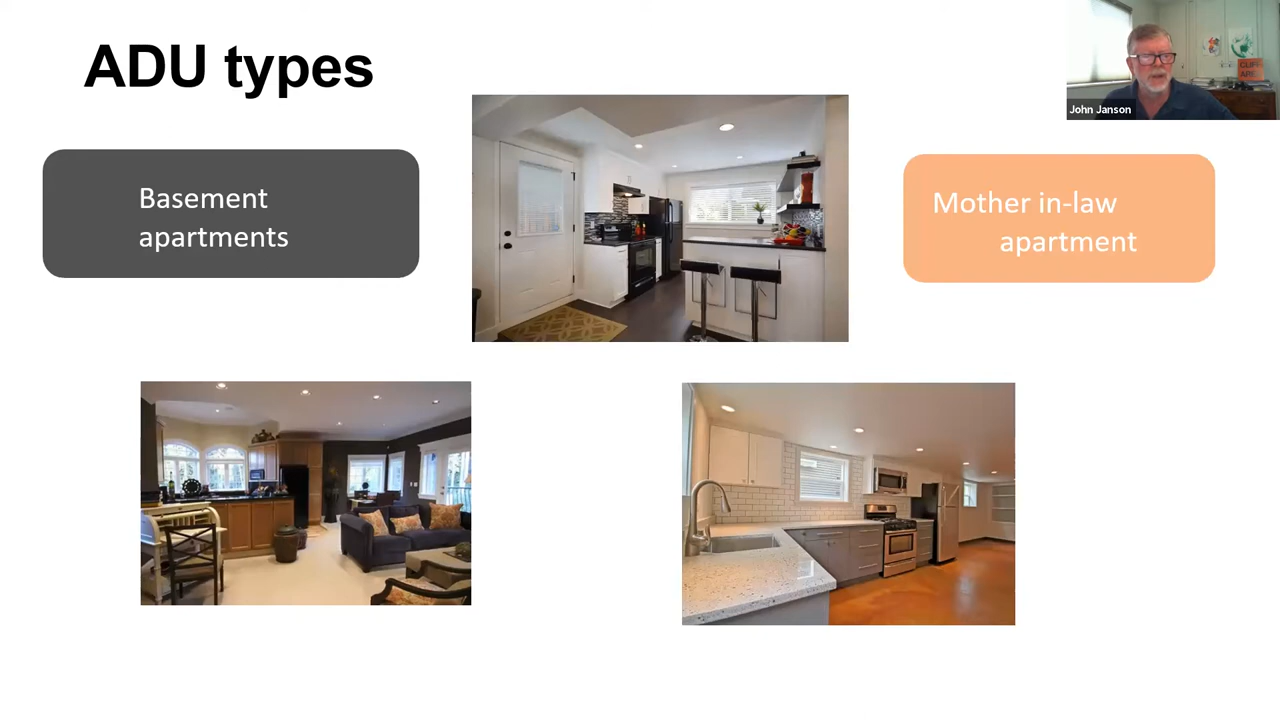 ADU types
Basement
apartments
Mother in-law
apartment
John Janson